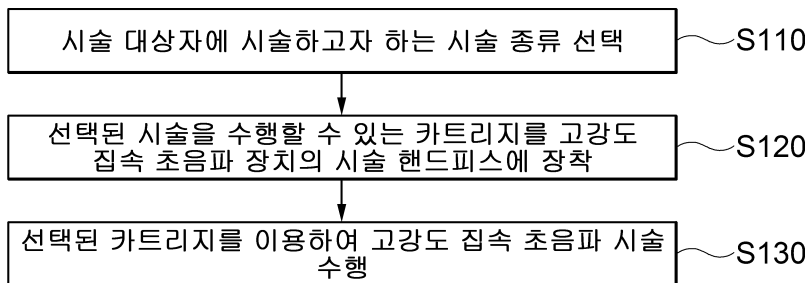 시술 대상자에 시술하고자 하는 시술 종류 선택
S110
선택된 시술을 수행할 수 있는 카트리지를 고강도
집속 초음파 장치의 시술 핸드피스에 장착
S120
선택된 카트리지를 이용하여 고강도 집속 초음파 시술
수행
S130